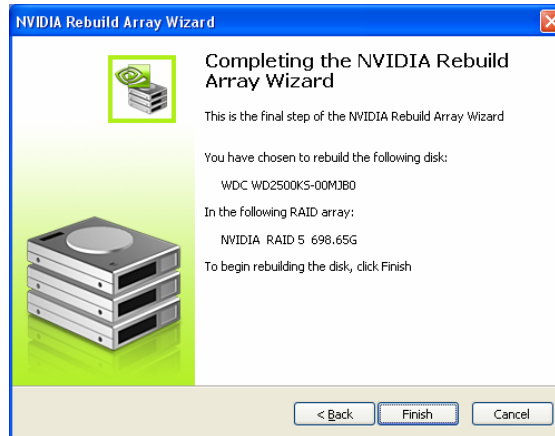 NVIDIA Rebuild Array Wizard
Completing the NVIDIA Rebuild
Array Wizard
This is the final step of the NVIDIA Rebuild Array Wizard
You have chosen to rebuild the following disk:
WDC WD2500KS-00MJB0
In the following RAID array:
NVIDIA RAID 5 698.65G
To begin rebuilding the disk, click Finish
< Back Finish Cancel